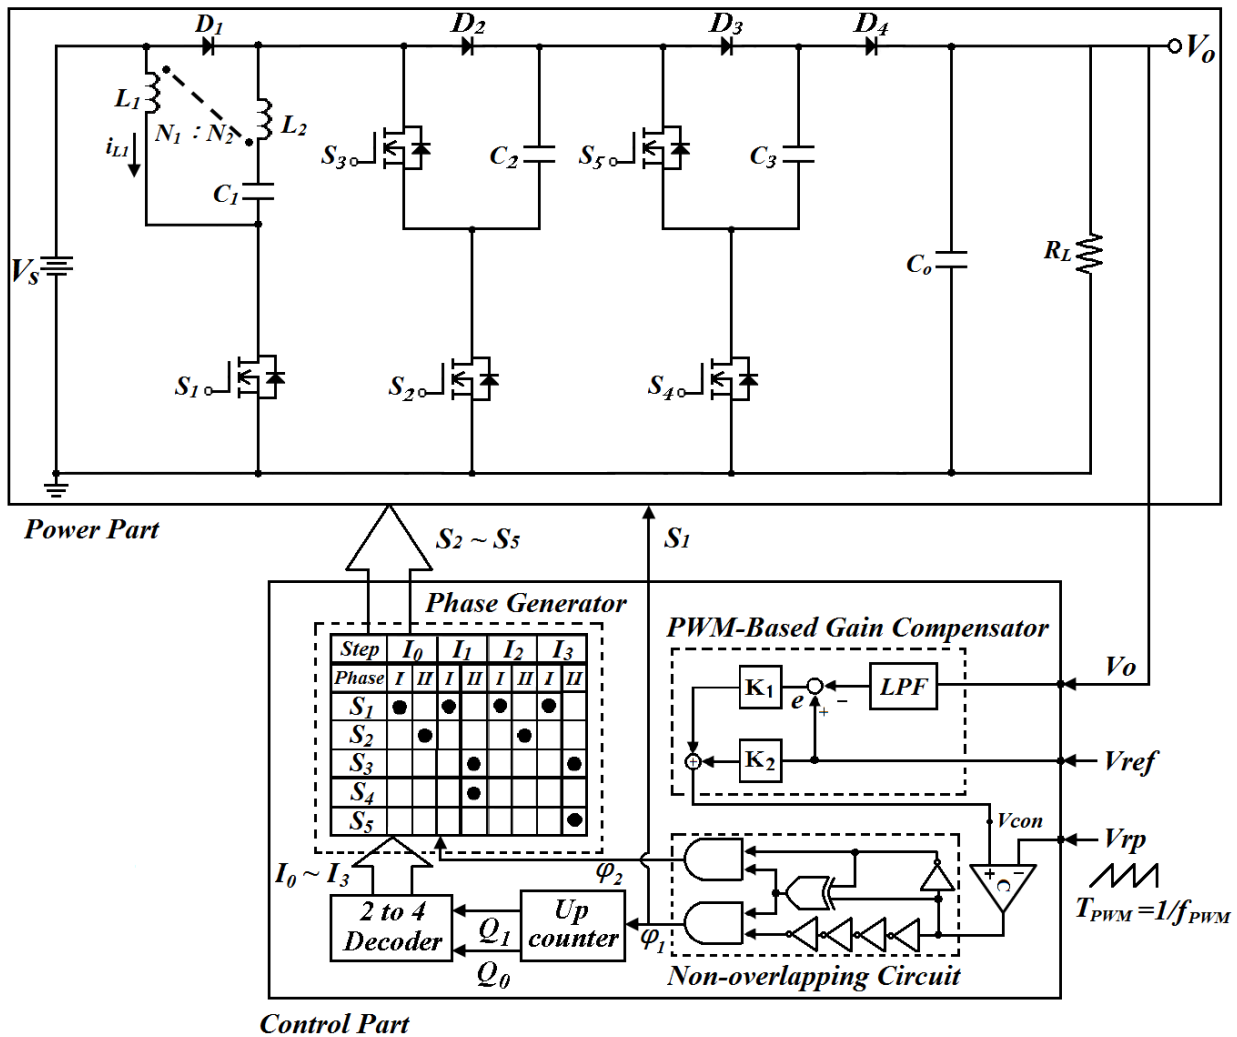 D1 D2 D3 D4
Vo
L1 N1 : N2 L2
iL1
C1
S3 C2 S5 C3
Vs
Co RL
S1 S2 S4
Power Part
S2 ~ S5 S1
Phase Generator
Step I0 I1 I2 I3
Phase I II I II I II I II
S1
S2
S3
S4
S5
PWM-Based Gain Compensator
K1 e LPF Vo
+ −
K2 Vref
+
Vcon
Vrp
+ − C
TPWM =1/fPWM
I0 ~ I3
φ2
2 to 4
Decoder
Q1
Q0
Up
counter
φ1
Non-overlapping Circuit
Control Part